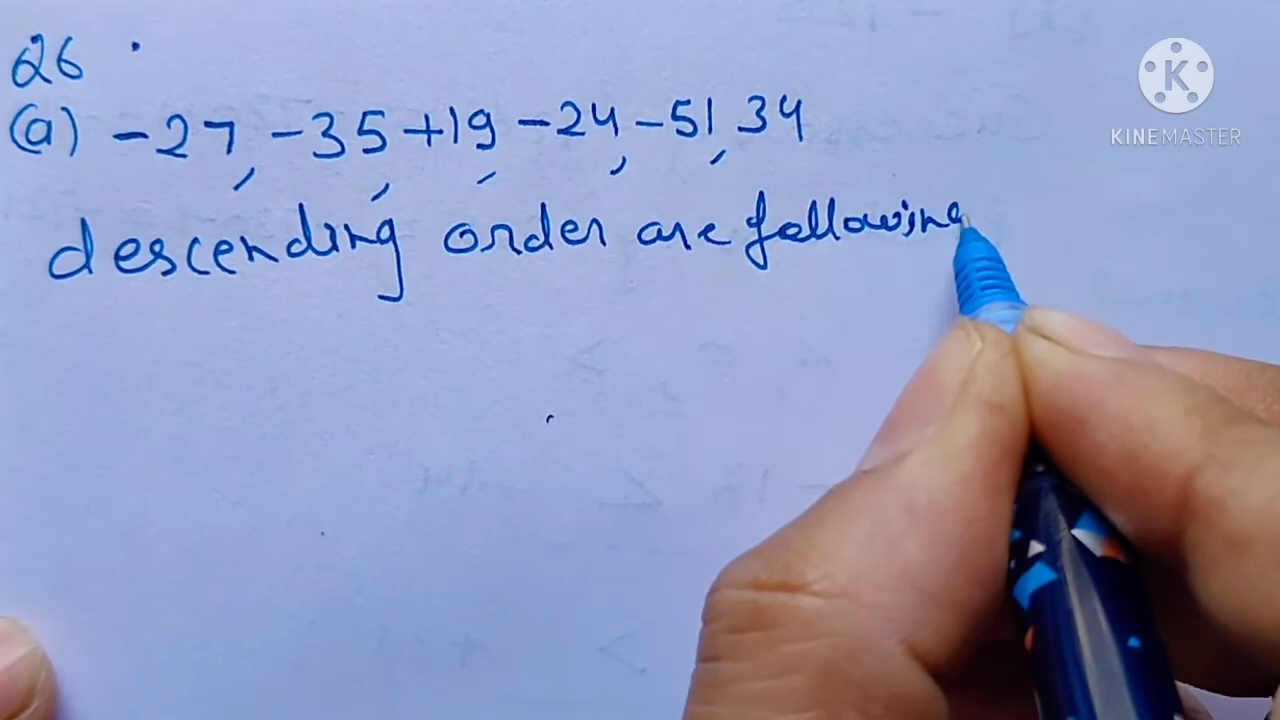 26
(a) -27, -35, +19, -24, -51, 34
descending order are following
K
KINEMASTER